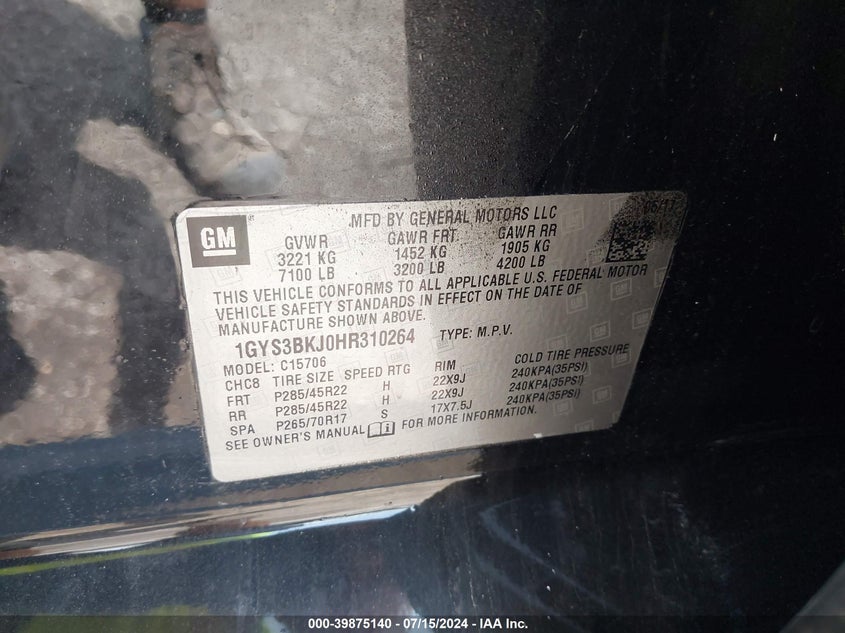 GM
MFD BY GENERAL MOTORS LLC
06/17
GVWR GAWR FRT GAWR RR
3221 KG 1452 KG 1905 KG
7100 LB 3200 LB 4200 LB
THIS VEHICLE CONFORMS TO ALL APPLICABLE U.S. FEDERAL MOTOR
VEHICLE SAFETY STANDARDS IN EFFECT ON THE DATE OF
MANUFACTURE SHOWN ABOVE.
1GYS3BKJ0HR310264 TYPE: M.P.V.
MODEL: C15706
CHC8 TIRE SIZE SPEED RTG RIM COLD TIRE PRESSURE
FRT P285/45R22 H 22X9J 240KPA(35PSI)
RR P285/45R22 H 22X9J 240KPA(35PSI)
SPA P265/70R17 S 17X7.5J 240KPA(35PSI)
SEE OWNER'S MANUAL FOR MORE INFORMATION.
000-39875140 - 07/15/2024 - IAA Inc.